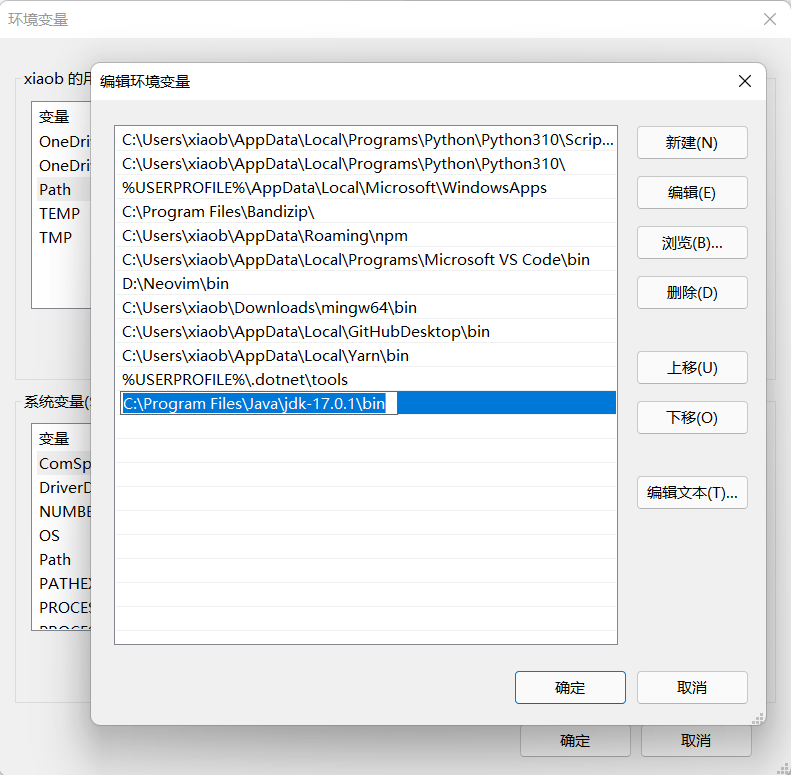 环境变量
xiaob 的用
编辑环境变量
变量
OneDri
OneDri
Path
TEMP
TMP
C:\Users\xiaob\AppData\Local\Programs\Python\Python310\Scrip...
C:\Users\xiaob\AppData\Local\Programs\Python\Python310\
%USERPROFILE%\AppData\Local\Microsoft\WindowsApps
C:\Program Files\Bandizip\
C:\Users\xiaob\AppData\Roaming\npm
C:\Users\xiaob\AppData\Local\Programs\Microsoft VS Code\bin
D:\Neovim\bin
C:\Users\xiaob\Downloads\mingw64\bin
C:\Users\xiaob\AppData\Local\GitHubDesktop\bin
C:\Users\xiaob\AppData\Local\Yarn\bin
%USERPROFILE%\.dotnet\tools
C:\Program Files\Java\jdk-17.0.1\bin
新建(N)
编辑(E)
浏览(B)...
删除(D)
上移(U)
下移(O)
编辑文本(T)...
系统变量(S
变量
ComSp
DriverD
NUMBE
OS
Path
PATHEX
PROCES
PROCES
确定
取消
确定
取消